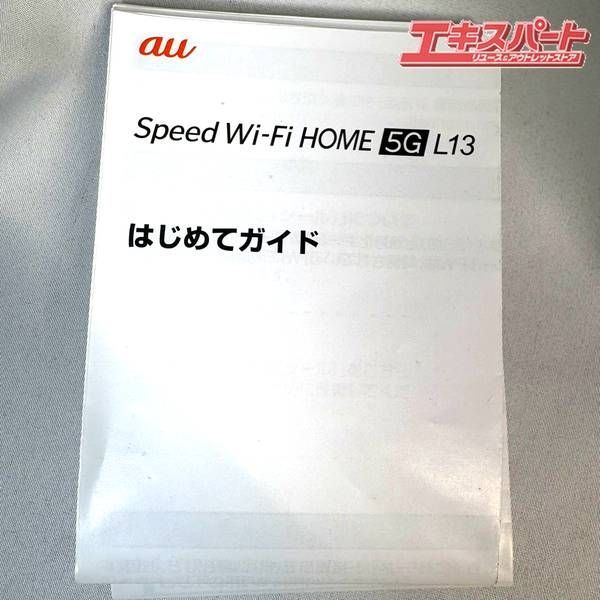 au
エキスパート
リユース&アウトレットストア
Speed Wi-Fi HOME 5G L13
はじめてガイド